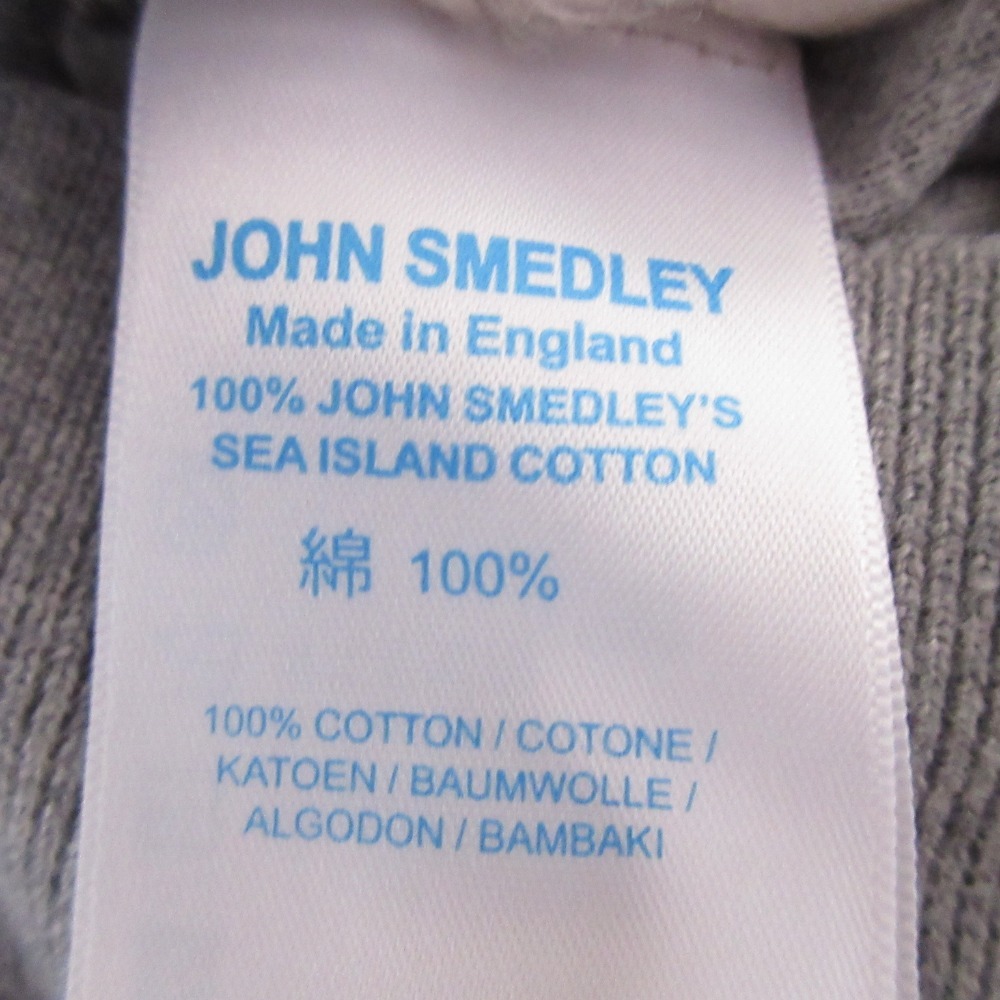 JOHN SMEDLEY
Made in England
100% JOHN SMEDLEY'S
SEA ISLAND COTTON
綿 100%
100% COTTON / COTONE /
KATOEN / BAUMWOLLE /
ALGODON / BAMBAKI